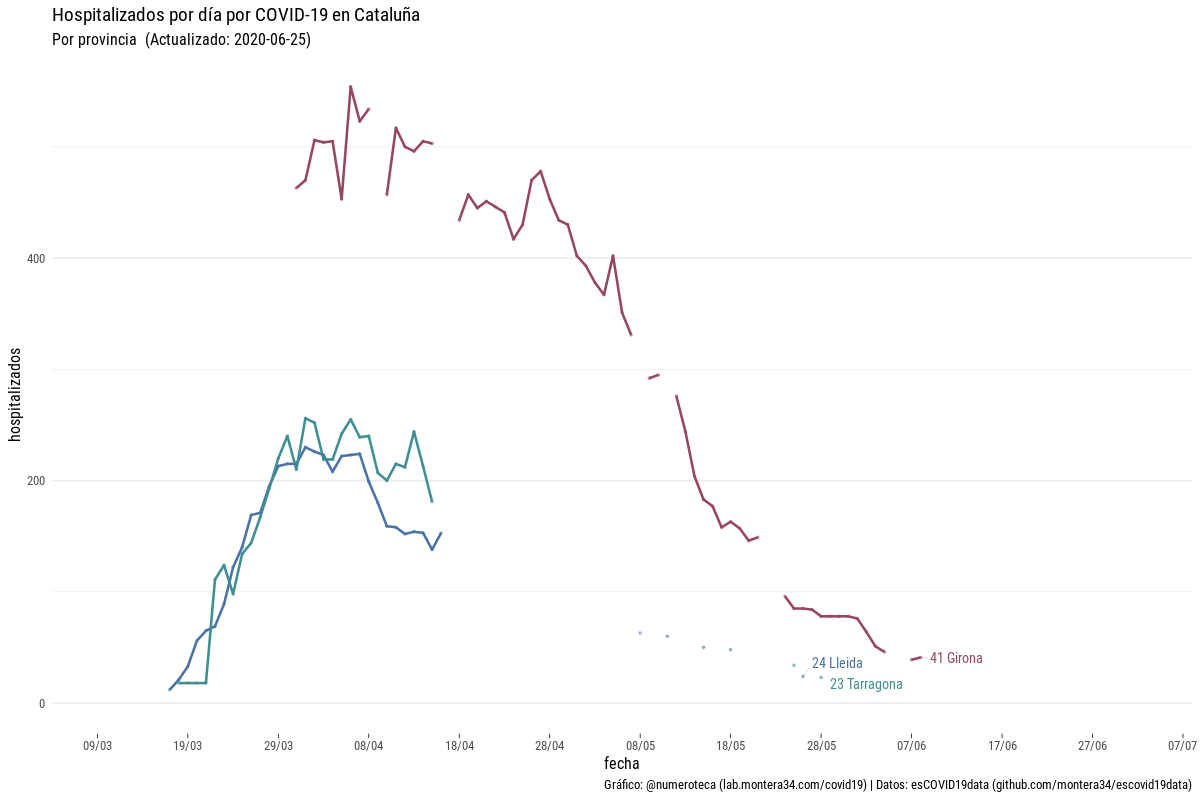 Hospitalizados por día por COVID-19 en Cataluña
Por provincia (Actualizado: 2020-06-25)
hospitalizados
400
200
0
41 Girona
24 Lleida
23 Tarragona
09/03 19/03 29/03 08/04 18/04 28/04 08/05 18/05 28/05 07/06 17/06 27/06 07/07
fecha
Gráfico: @numeroteca (lab.montera34.com/covid19) | Datos: esCOVID19data (github.com/montera34/escovid19data)